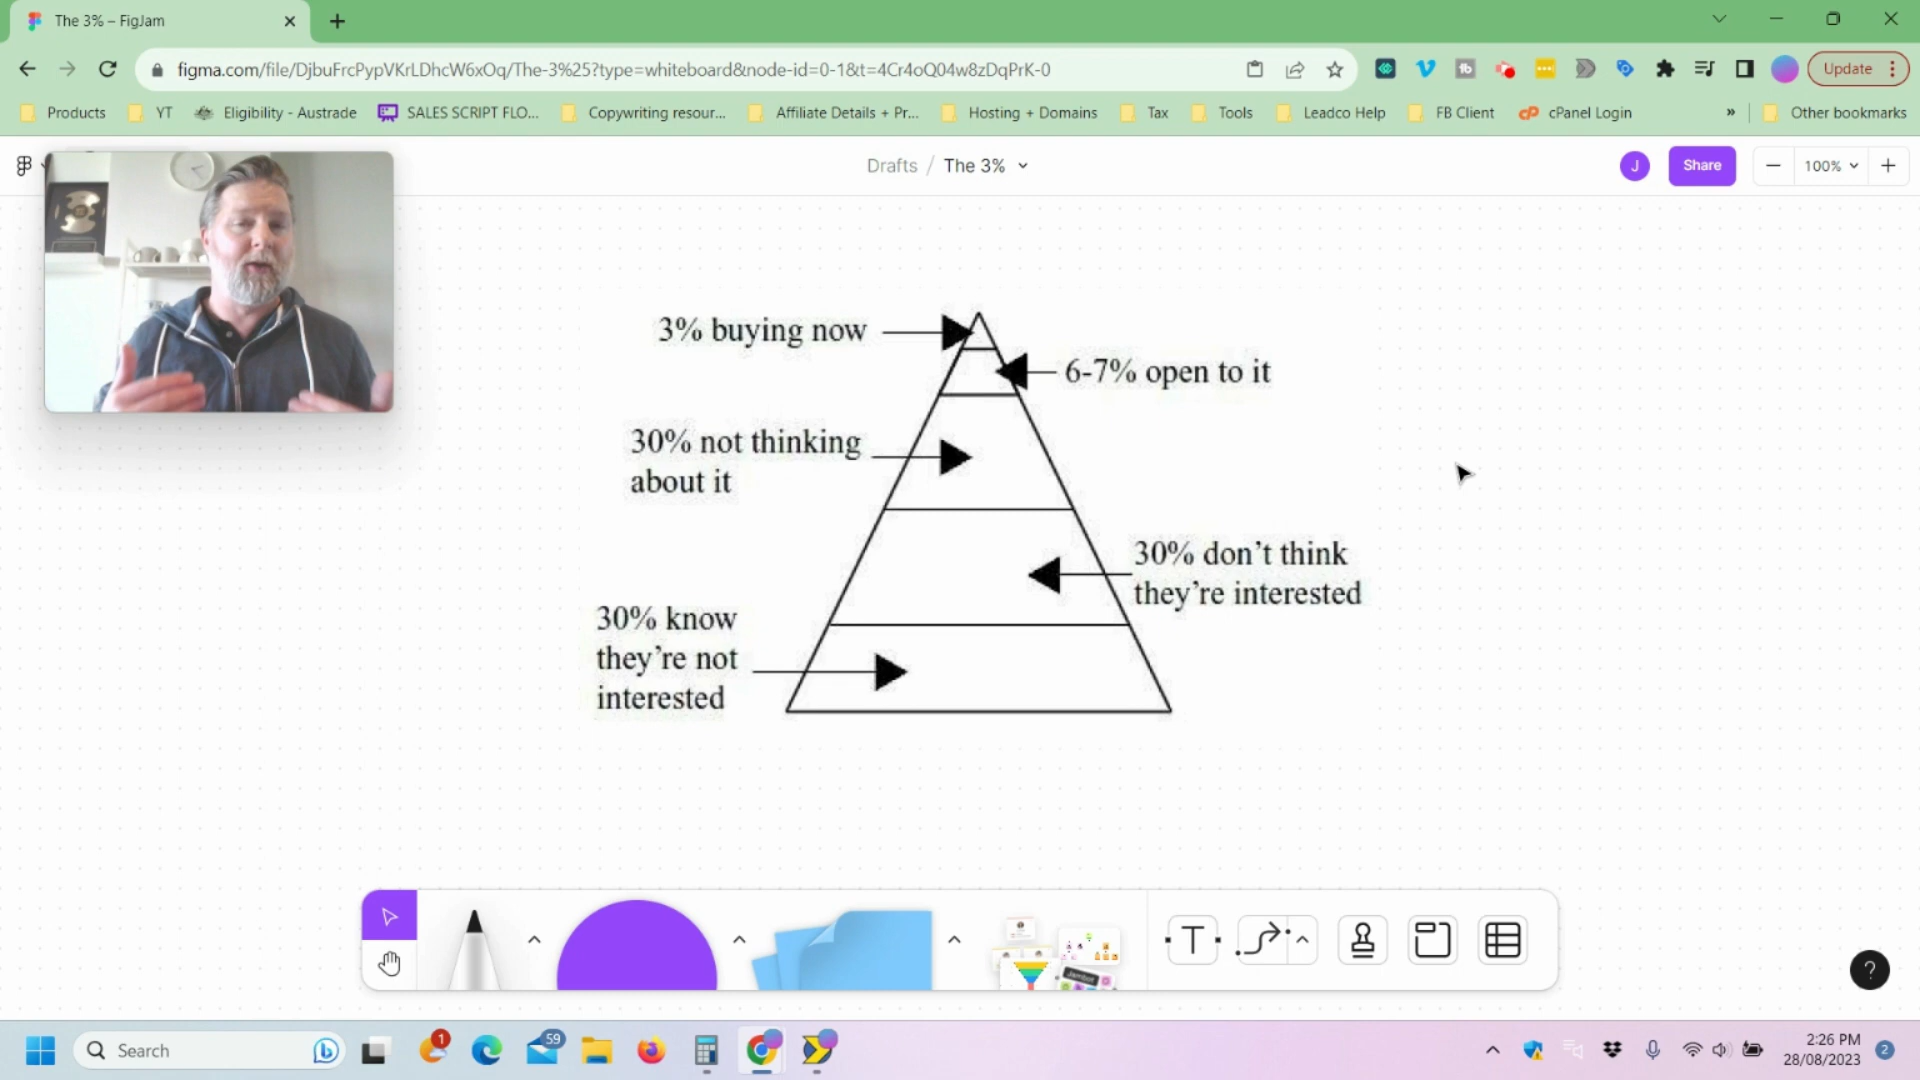 The 3% – FigJam
figma.com/file/DjbuFrcPypVKrLDhcW6xOq/The-3%25?type=whiteboard&node-id=0-1&t=4Cr4oQ04w8zDqPrK-0
Update
Products
YT
Eligibility - Austrade
SALES SCRIPT FLO...
Copywriting resour...
Affiliate Details + Pr...
Hosting + Domains
Tax
Tools
Leadco Help
FB Client
cP
cPanel Login
»
Other bookmarks
Drafts / The 3%
J
Share
100%
3% buying now
6-7% open to it
30% not thinking
about it
30% don't think
they're interested
30% know
they're not
interested
T
?
Search
1
59
2:26 PM
28/08/2023
2